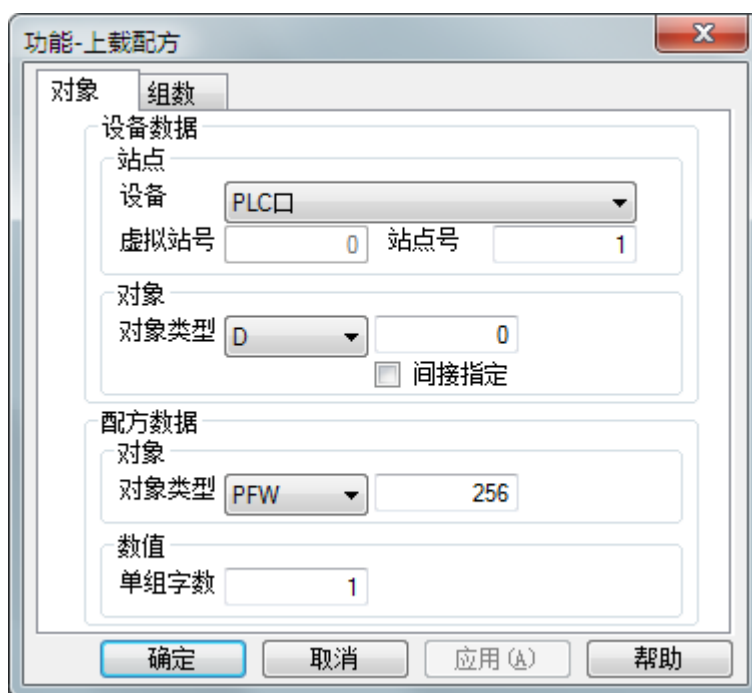 功能-上载配方
对象 组数
设备数据
站点
设备 PLC口
虚拟站号 0 站点号 1
对象
对象类型 D 0
间接指定
配方数据
对象
对象类型 PFW 256
数值
单组字数 1
确定 取消 应用(A) 帮助